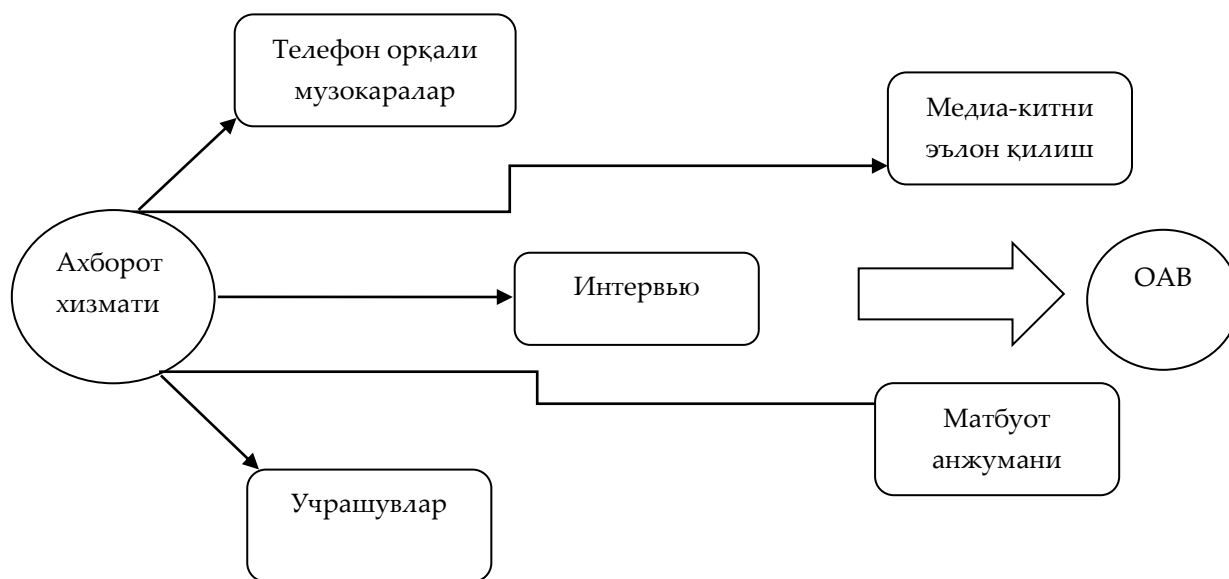 Телефон орқали
музокаралар
Медиа-китни
эълон қилиш
Ахборот
хизмати
Интервью
ОАВ
Матбуот
анжумани
Учрашувлар